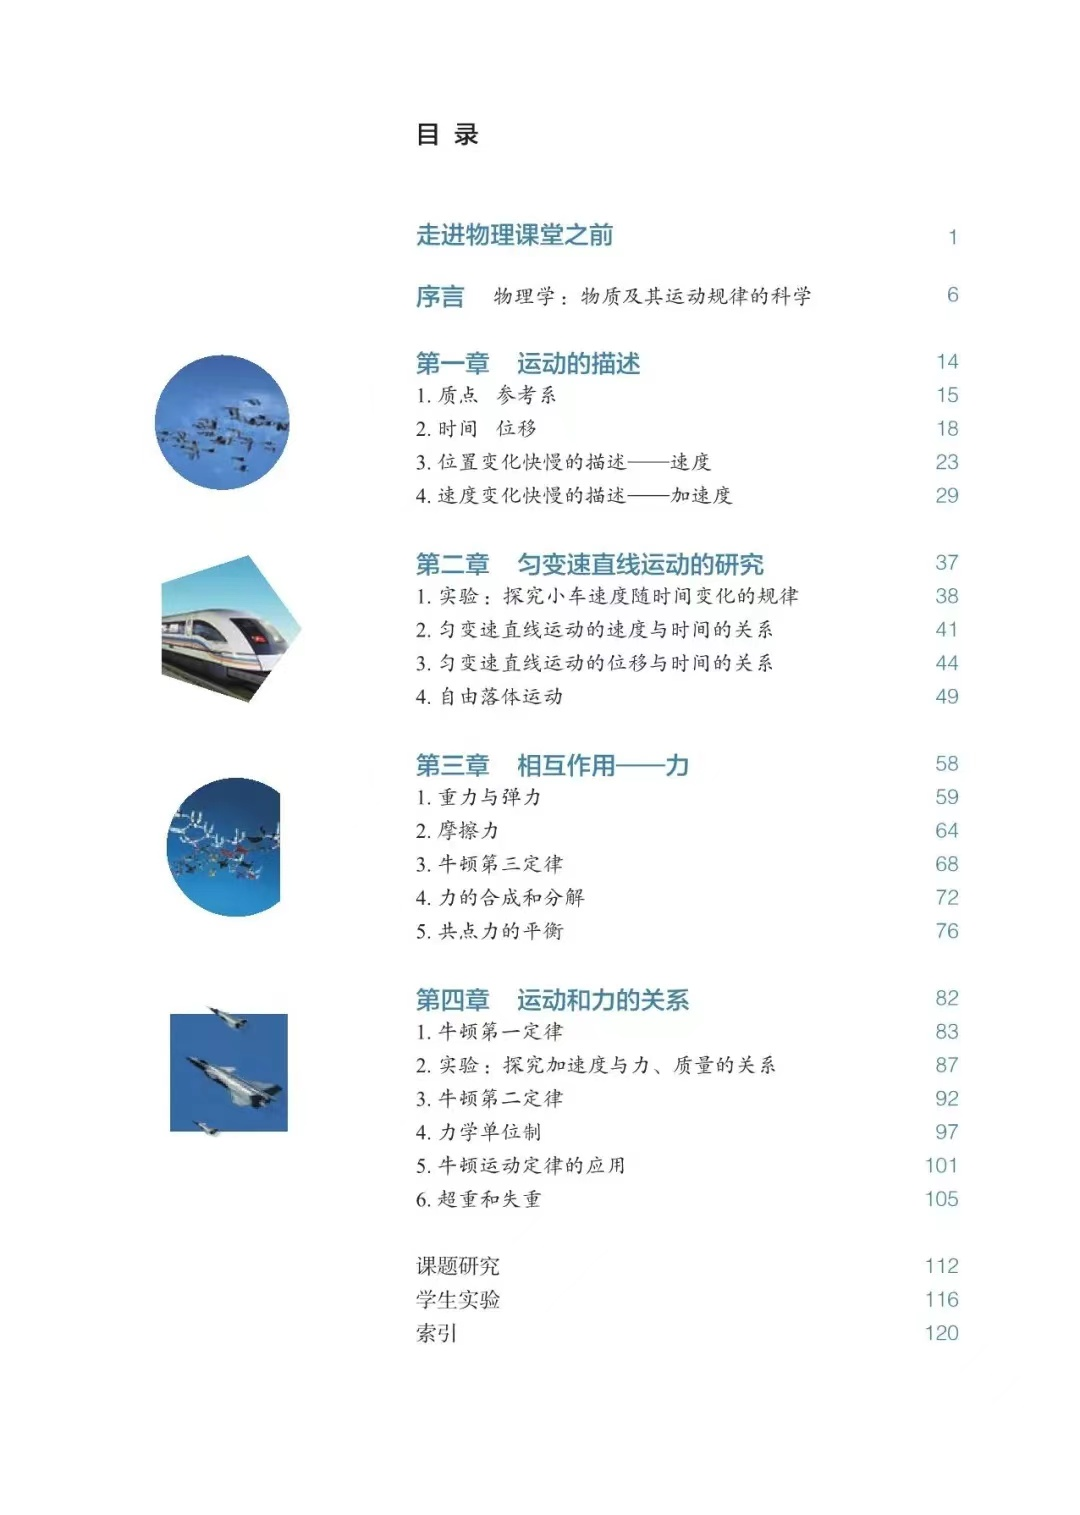 目 录
走进物理课堂之前 1
序言 物理学：物质及其运动规律的科学 6
第一章 运动的描述 14
1. 质点 参考系 15
2. 时间 位移 18
3. 位置变化快慢的描述——速度 23
4. 速度变化快慢的描述——加速度 29
第二章 匀变速直线运动的研究 37
1. 实验：探究小车速度随时间变化的规律 38
2. 匀变速直线运动的速度与时间的关系 41
3. 匀变速直线运动的位移与时间的关系 44
4. 自由落体运动 49
第三章 相互作用——力 58
1. 重力与弹力 59
2. 摩擦力 64
3. 牛顿第三定律 68
4. 力的合成和分解 72
5. 共点力的平衡 76
第四章 运动和力的关系 82
1. 牛顿第一定律 83
2. 实验：探究加速度与力、质量的关系 87
3. 牛顿第二定律 92
4. 力学单位制 97
5. 牛顿运动定律的应用 101
6. 超重和失重 105
课题研究 112
学生实验 116
索引 120